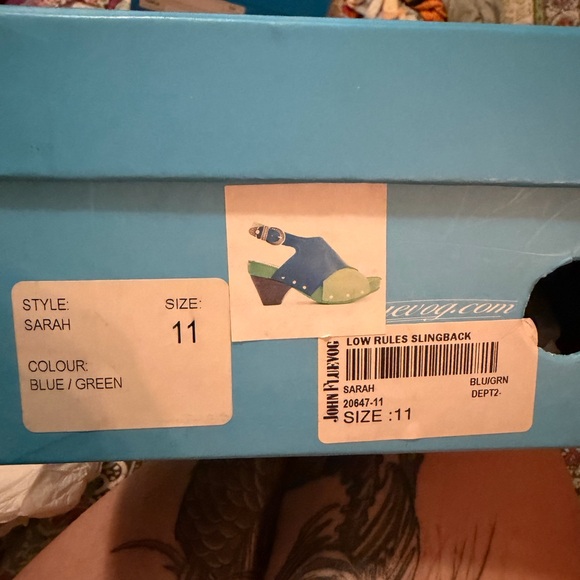 STYLE: SIZE:
SARAH 11
COLOUR:
BLUE / GREEN
uevog.com
JOHN FLUEVOG
LOW RULES SLINGBACK
SARAH BLU/GRN
20647-11 DEPT2-
SIZE :11